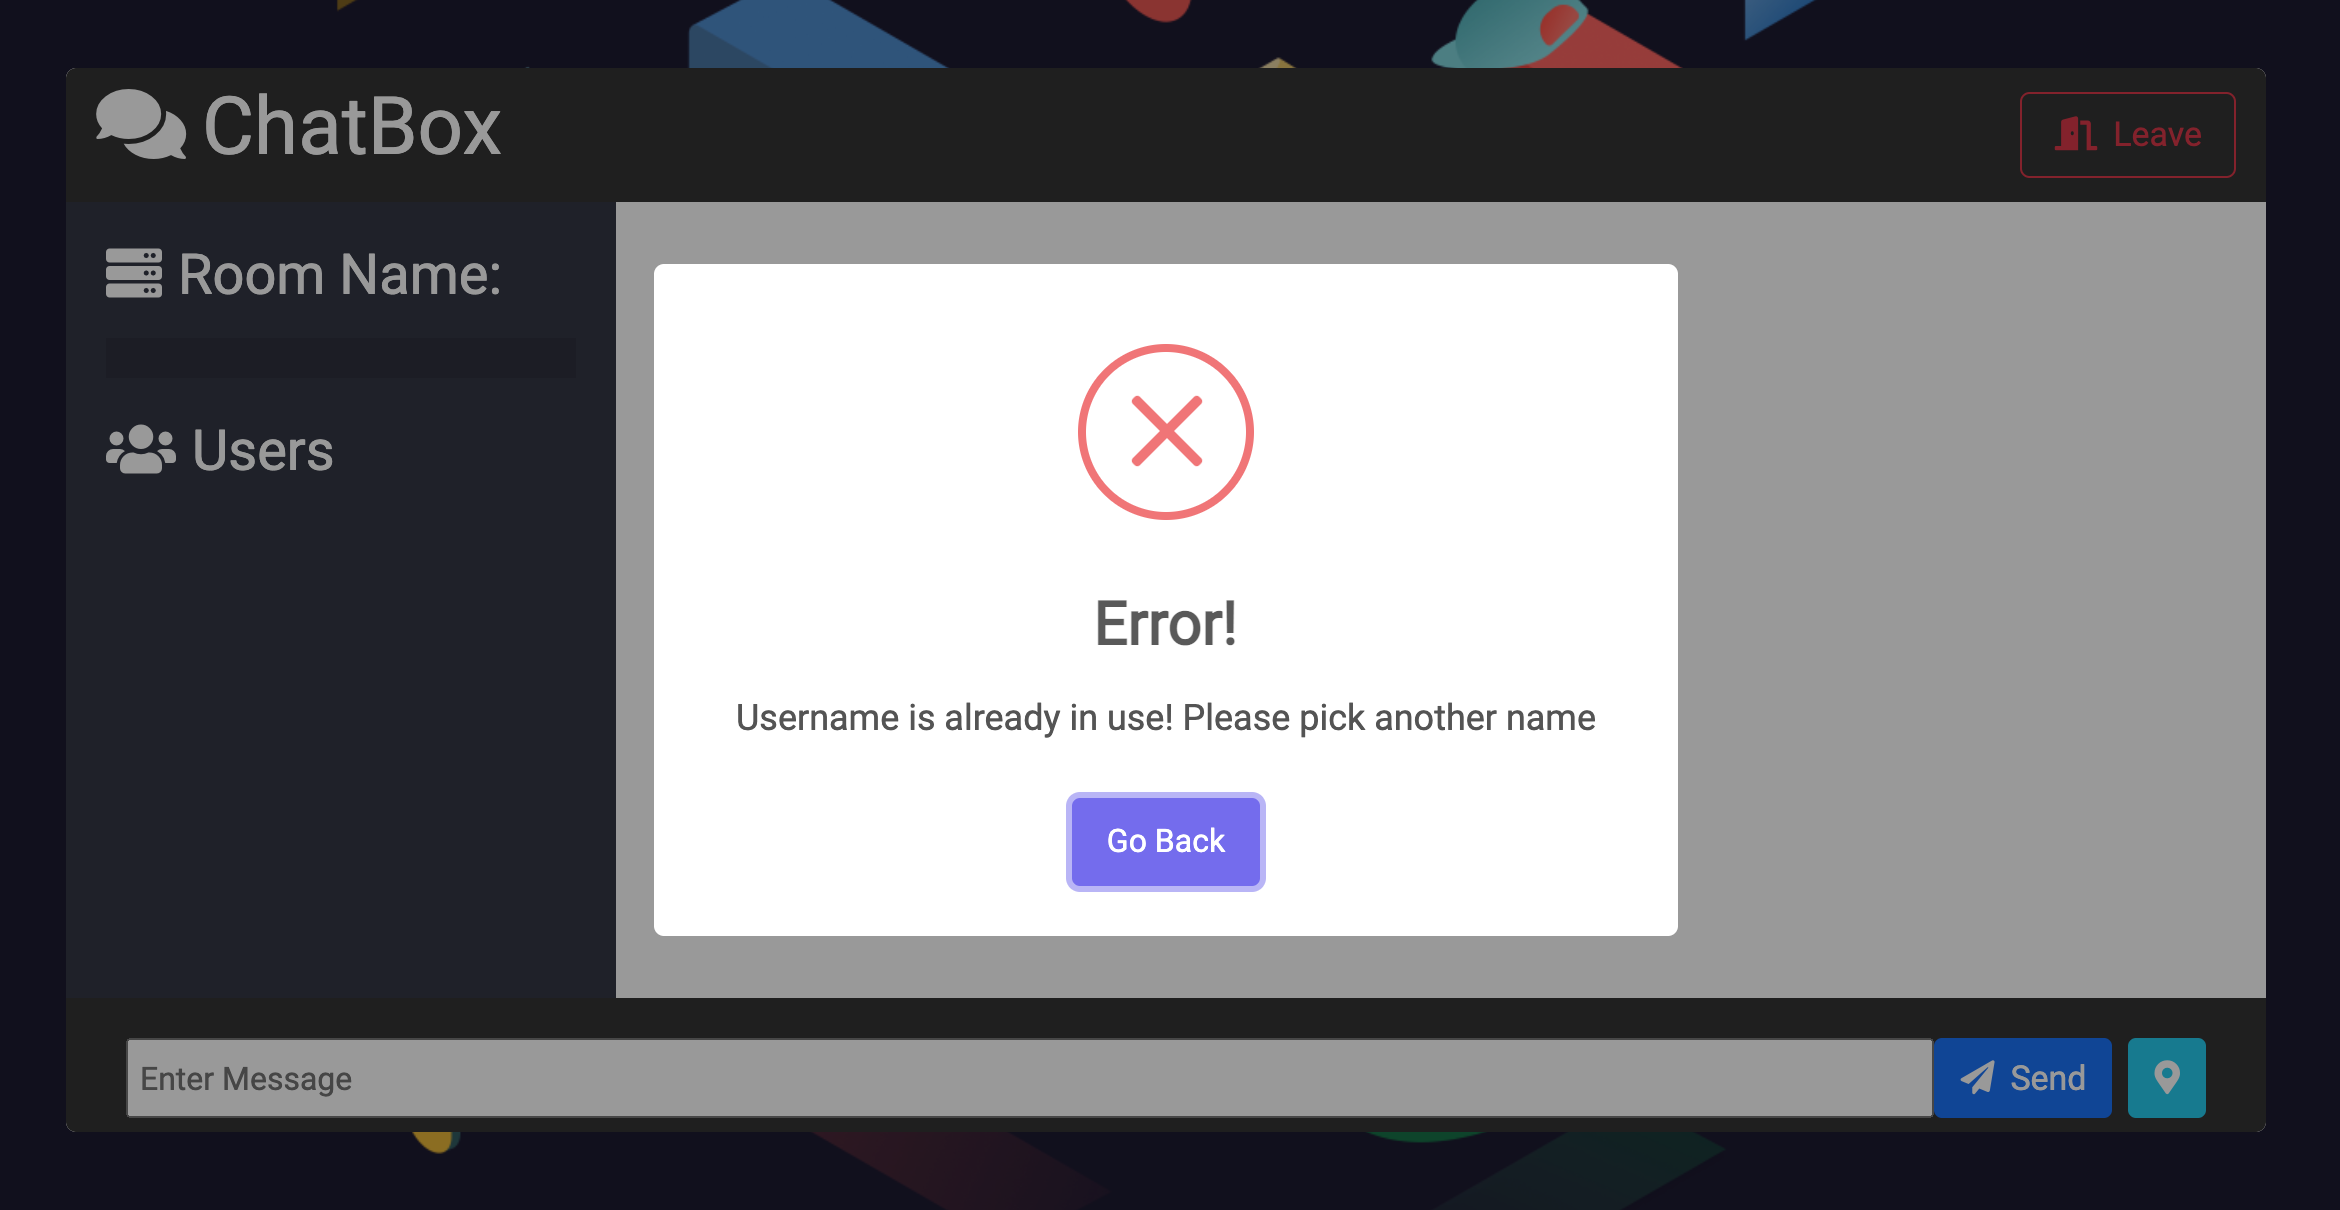 ChatBox
Leave
Room Name:
Users
Error!
Username is already in use! Please pick another name
Go Back
Enter Message
Send